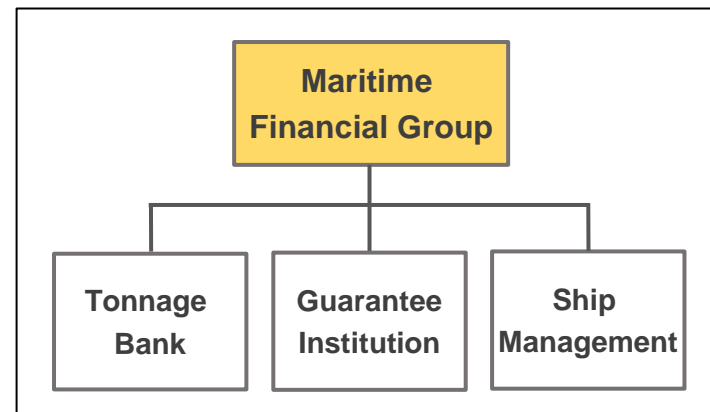 Maritime
Financial Group
Tonnage
Bank
Guarantee
Institution
Ship
Management